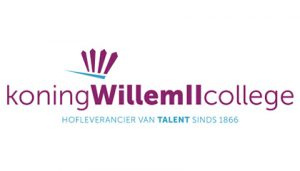 koningWillemIIcollege
HOFLEVERANCIER VAN TALENT SINDS 1866